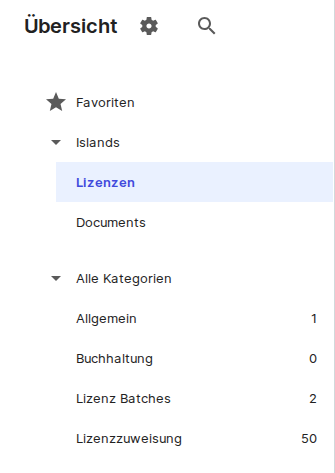 Übersicht
Favoriten
Islands
Lizenzen
Documents
Alle Kategorien
Allgemein 1
Buchhaltung 0
Lizenz Batches 2
Lizenzzuweisung 50